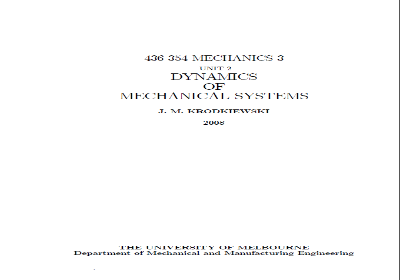 436-354 MECHANICS 3
UNIT 2
DYNAMICS
OF
MECHANICAL SYSTEMS
J. M. KRODKIEWSKI
2008
THE UNIVERSITY OF MELBOURNE
Department of Mechanical and Manufacturing Engineering